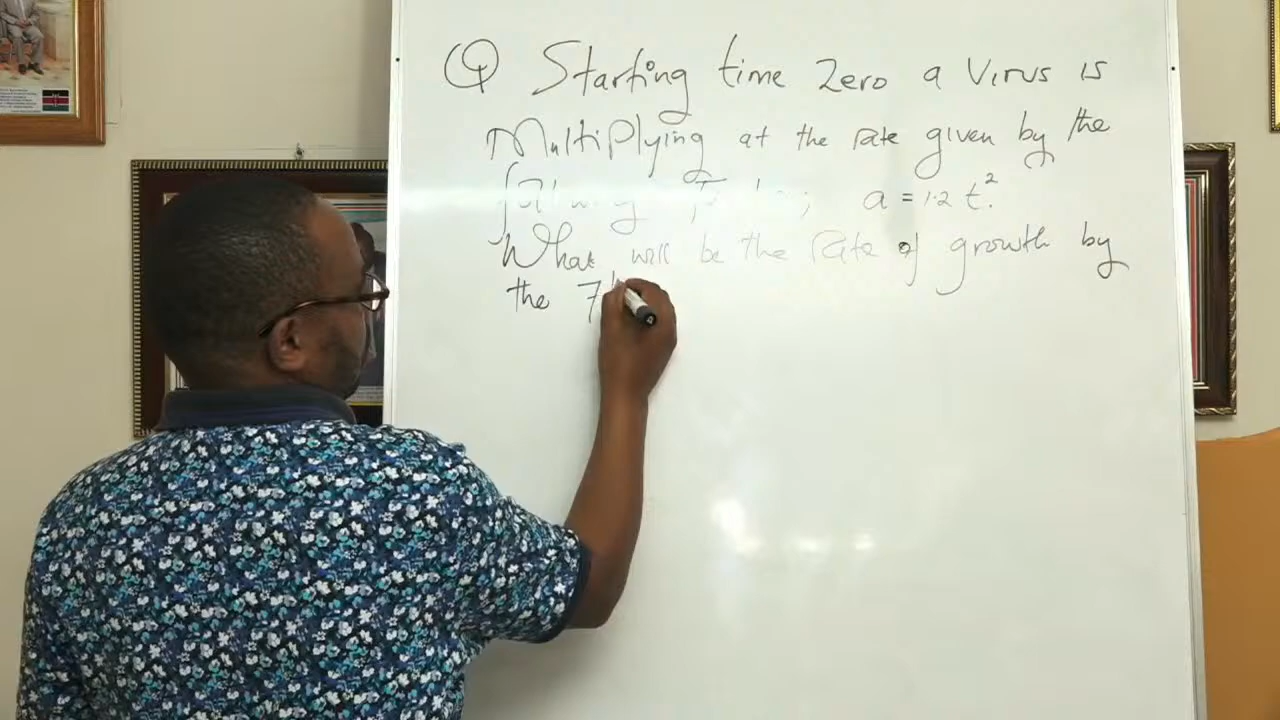 Q Starting time Zero a Virus is
Multiplying at the rate given by the
a = 1.2 t².
What will be the rate of growth by
the 7